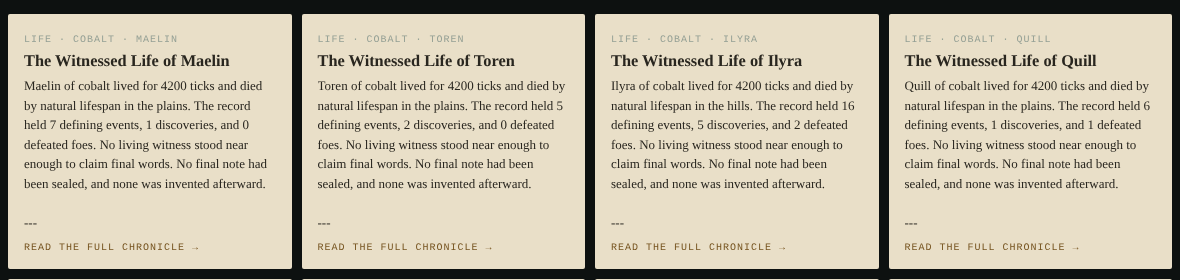 LIFE · COBALT · MAELIN
The Witnessed Life of Maelin
Maelin of cobalt lived for 4200 ticks and died
by natural lifespan in the plains. The record
held 7 defining events, 1 discoveries, and 0
defeated foes. No living witness stood near
enough to claim final words. No final note had
been sealed, and none was invented afterward.
---
READ THE FULL CHRONICLE →
LIFE · COBALT · TOREN
The Witnessed Life of Toren
Toren of cobalt lived for 4200 ticks and died by
natural lifespan in the plains. The record held 5
defining events, 2 discoveries, and 0 defeated
foes. No living witness stood near enough to
claim final words. No final note had been
sealed, and none was invented afterward.
---
READ THE FULL CHRONICLE →
LIFE · COBALT · ILYRA
The Witnessed Life of Ilyra
Ilyra of cobalt lived for 4200 ticks and died by
natural lifespan in the hills. The record held 16
defining events, 5 discoveries, and 2 defeated
foes. No living witness stood near enough to
claim final words. No final note had been
sealed, and none was invented afterward.
---
READ THE FULL CHRONICLE →
LIFE · COBALT · QUILL
The Witnessed Life of Quill
Quill of cobalt lived for 4200 ticks and died by
natural lifespan in the plains. The record held 6
defining events, 1 discoveries, and 1 defeated
foes. No living witness stood near enough to
claim final words. No final note had been
sealed, and none was invented afterward.
---
READ THE FULL CHRONICLE →